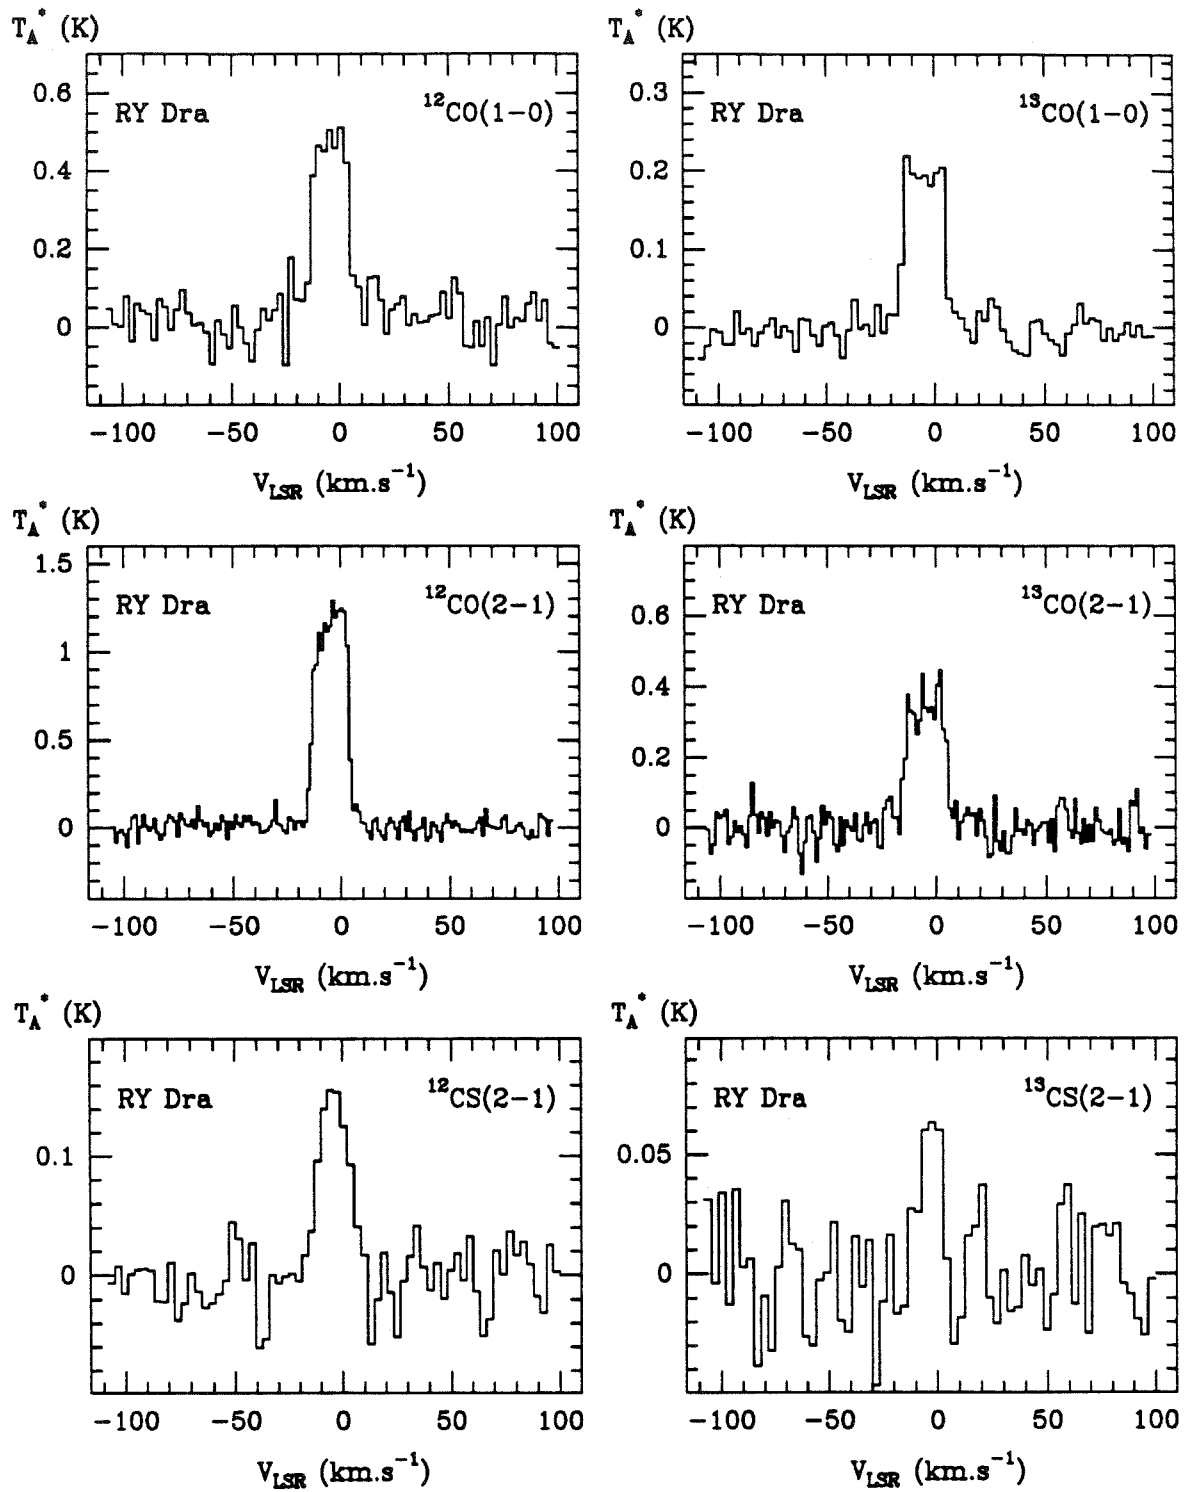 T_A^* (K)
0.6
0.4
0.2
0
RY Dra
¹²CO(1−0)
−100 −50 0 50 100
V_LSR (km.s⁻¹)
T_A^* (K)
0.3
0.2
0.1
0
RY Dra
¹³CO(1−0)
−100 −50 0 50 100
V_LSR (km.s⁻¹)
T_A^* (K)
1.5
1
0.5
0
RY Dra
¹²CO(2−1)
−100 −50 0 50 100
V_LSR (km.s⁻¹)
T_A^* (K)
0.6
0.4
0.2
0
RY Dra
¹³CO(2−1)
−100 −50 0 50 100
V_LSR (km.s⁻¹)
T_A^* (K)
0.1
0
RY Dra
¹²CS(2−1)
−100 −50 0 50 100
V_LSR (km.s⁻¹)
T_A^* (K)
0.05
0
RY Dra
¹³CS(2−1)
−100 −50 0 50 100
V_LSR (km.s⁻¹)